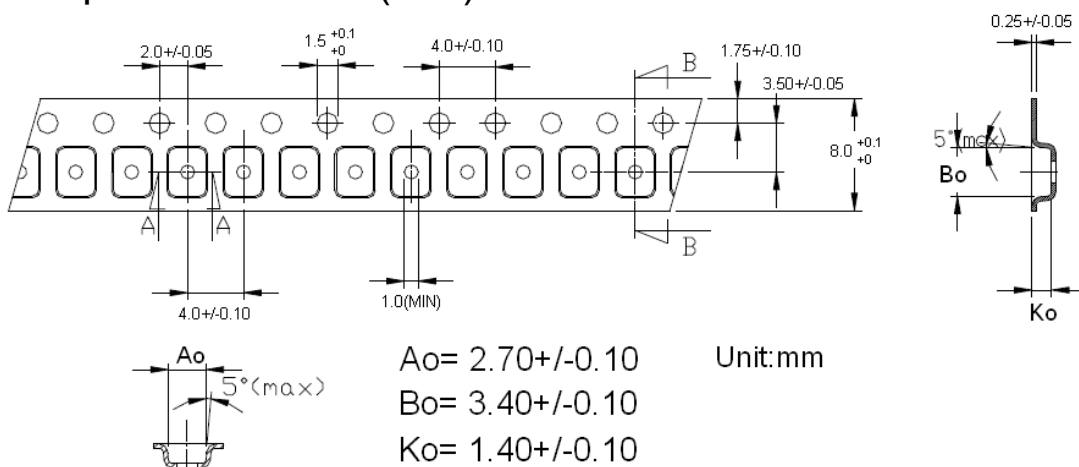 0.25+/-0.05
2.0+/-0.05
1.5 +0.1 +0
4.0+/-0.10
1.75+/-0.10
B
3.50+/-0.05
8.0 +0.1 +0
5°(max)
Bo
A
A
B
4.0+/-0.10
1.0(MIN)
Ko
Ao
5°(max)
Ao= 2.70+/-0.10
Unit:mm
Bo= 3.40+/-0.10
Ko= 1.40+/-0.10